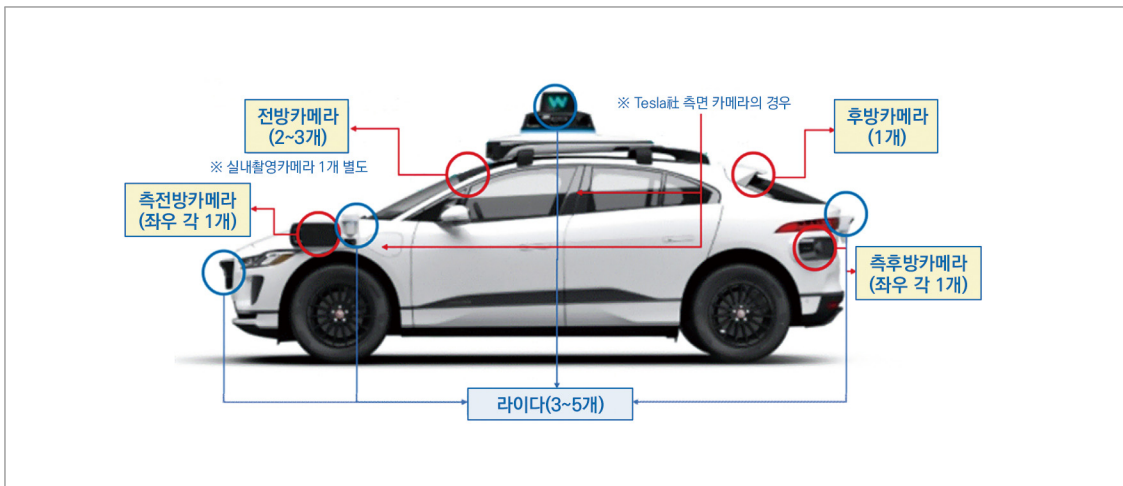 ※ Tesla社 측면 카메라의 경우
전방카메라
(2~3개)
후방카메라
(1개)
※ 실내촬영카메라 1개 별도
측전방카메라
(좌우 각 1개)
측후방카메라
(좌우 각 1개)
라이다(3~5개)